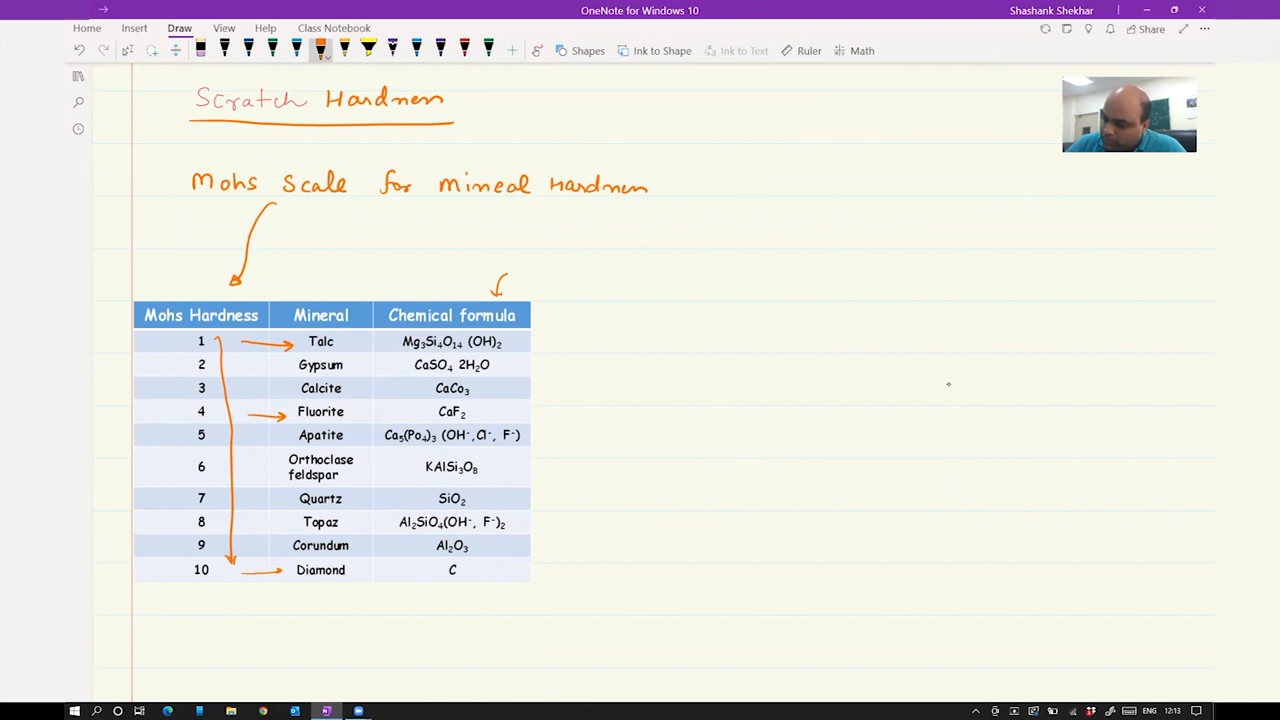 OneNote for Windows 10
Shashank Shekhar
Home Insert Draw View Help Class Notebook
Share
Shapes Ink to Shape Ink to Text Ruler Math
Scratch Hardness
Mohs Scale for mineal Hardness
Mohs Hardness Mineral Chemical formula
1 Talc Mg₃Si₄O₁₄ (OH)₂
2 Gypsum CaSO₄ 2H₂O
3 Calcite CaCo₃
4 Fluorite CaF₂
5 Apatite Ca₅(Po₄)₃ (OH⁻,Cl⁻, F⁻)
6 Orthoclase feldspar KAlSi₃O₈
7 Quartz SiO₂
8 Topaz Al₂SiO₄(OH⁻, F⁻)₂
9 Corundum Al₂O₃
10 Diamond C
ENG 12:13